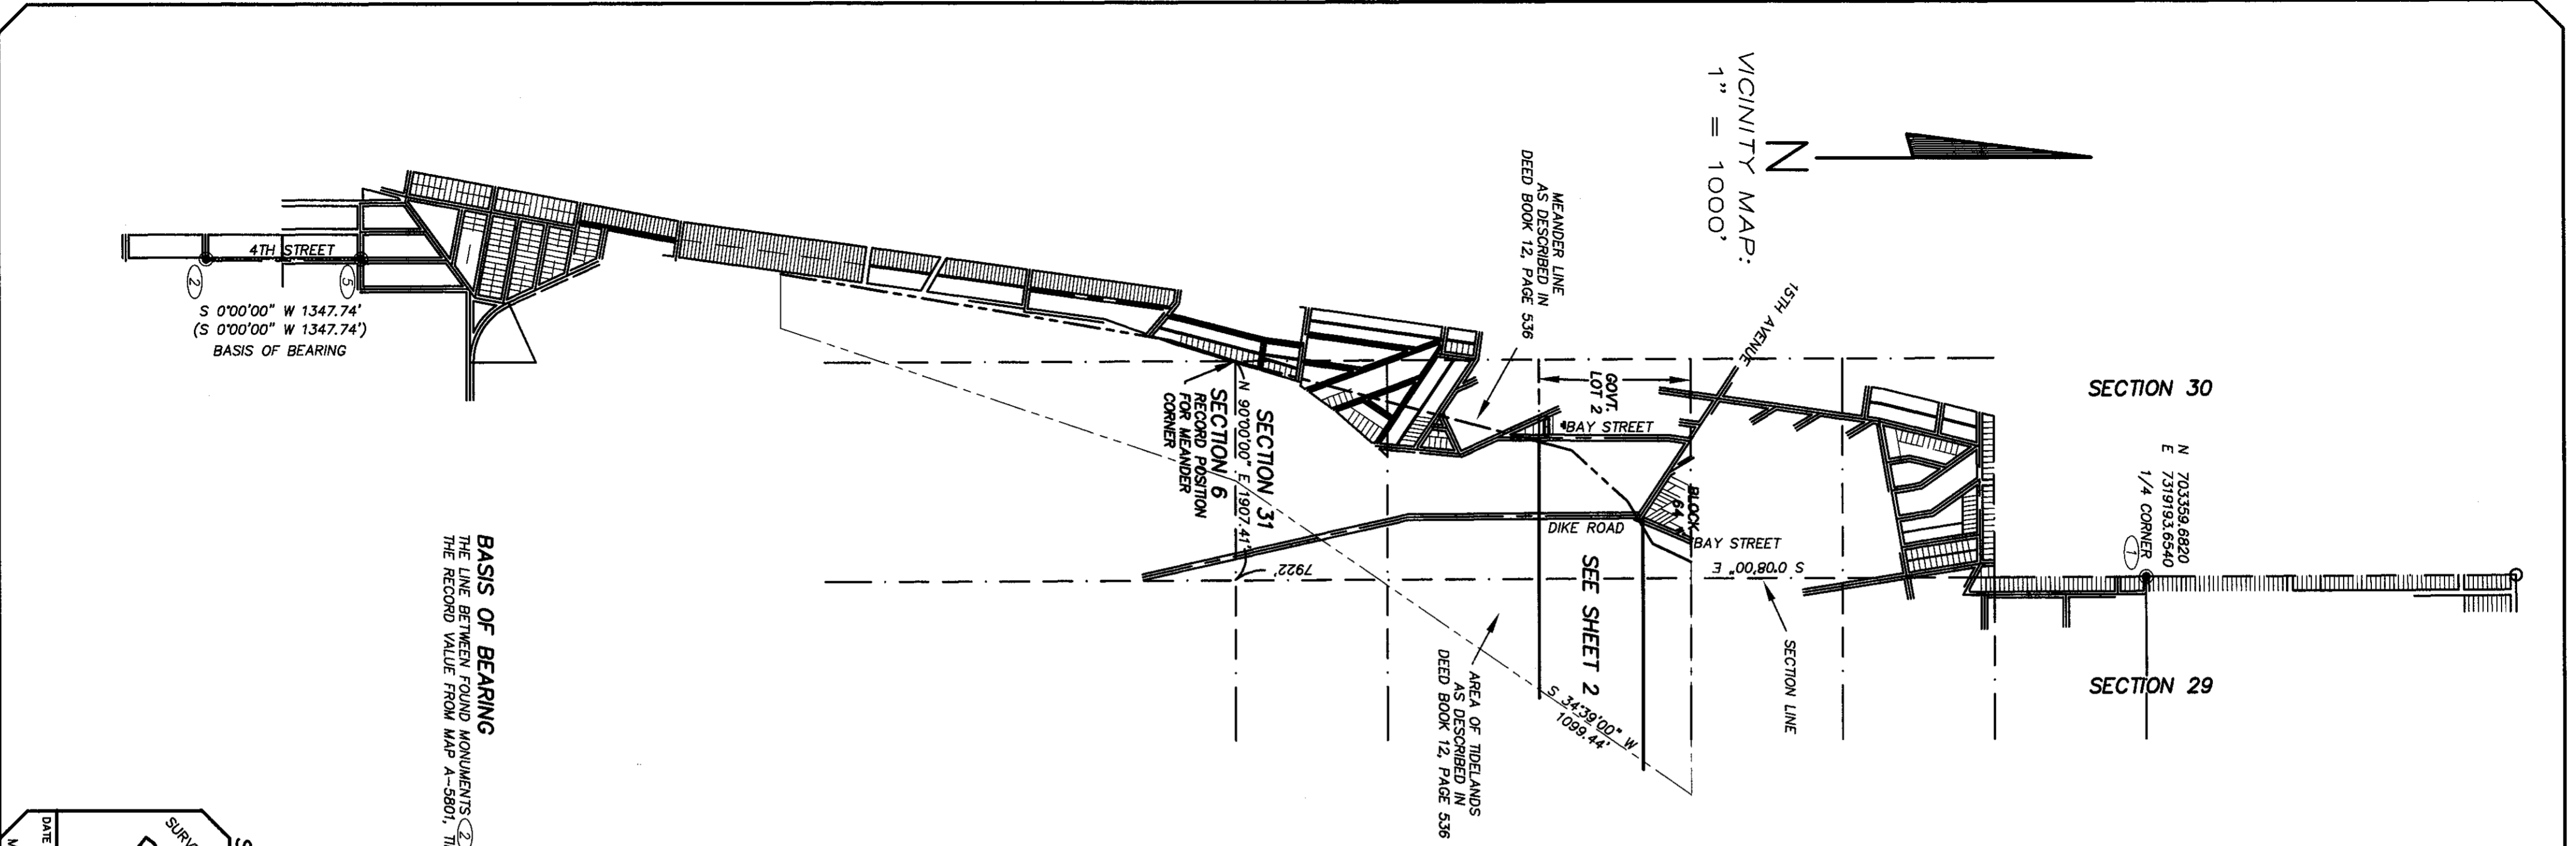 VICINITY MAP:
1" = 1000'
N
MEANDER LINE
AS DESCRIBED IN
DEED BOOK 12, PAGE 536
15TH AVENUE
GOVT.
LOT 2
BAY STREET
BLOCK
64
BAY STREET
DIKE ROAD
S 0°08'00" E
SECTION LINE
SECTION 30
SECTION 29
N 703359.6820
E 7319193.6540
1/4 CORNER
1
4TH STREET
2
5
S 0°00'00" W 1347.74'
(S 0°00'00" W 1347.74')
BASIS OF BEARING
SECTION 31
N 90°00'00" E 1907.41'
SECTION 6
RECORD POSITION
FOR MEANDER
CORNER
7922'
SEE SHEET 2
S 34°39'00" W
1099.44'
AREA OF TIDELANDS
AS DESCRIBED IN
DEED BOOK 12, PAGE 536
BASIS OF BEARING
THE LINE BETWEEN FOUND MONUMENTS 2
THE RECORD VALUE FROM MAP A-5801,
DATE